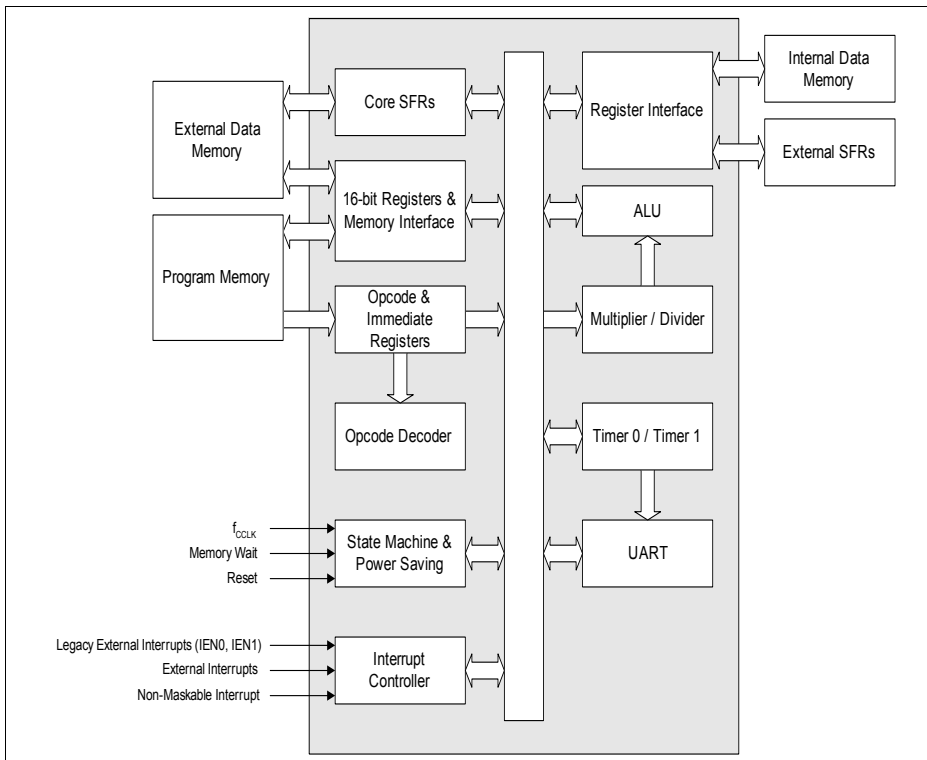 External Data
Memory
Program Memory
Core SFRs
16-bit Registers &
Memory Interface
Opcode &
Immediate
Registers
Opcode Decoder
fCCLK
Memory Wait
Reset
State Machine &
Power Saving
Legacy External Interrupts (IEN0, IEN1)
External Interrupts
Non-Maskable Interrupt
Interrupt
Controller
Register Interface
ALU
Multiplier / Divider
Timer 0 / Timer 1
UART
Internal Data
Memory
External SFRs